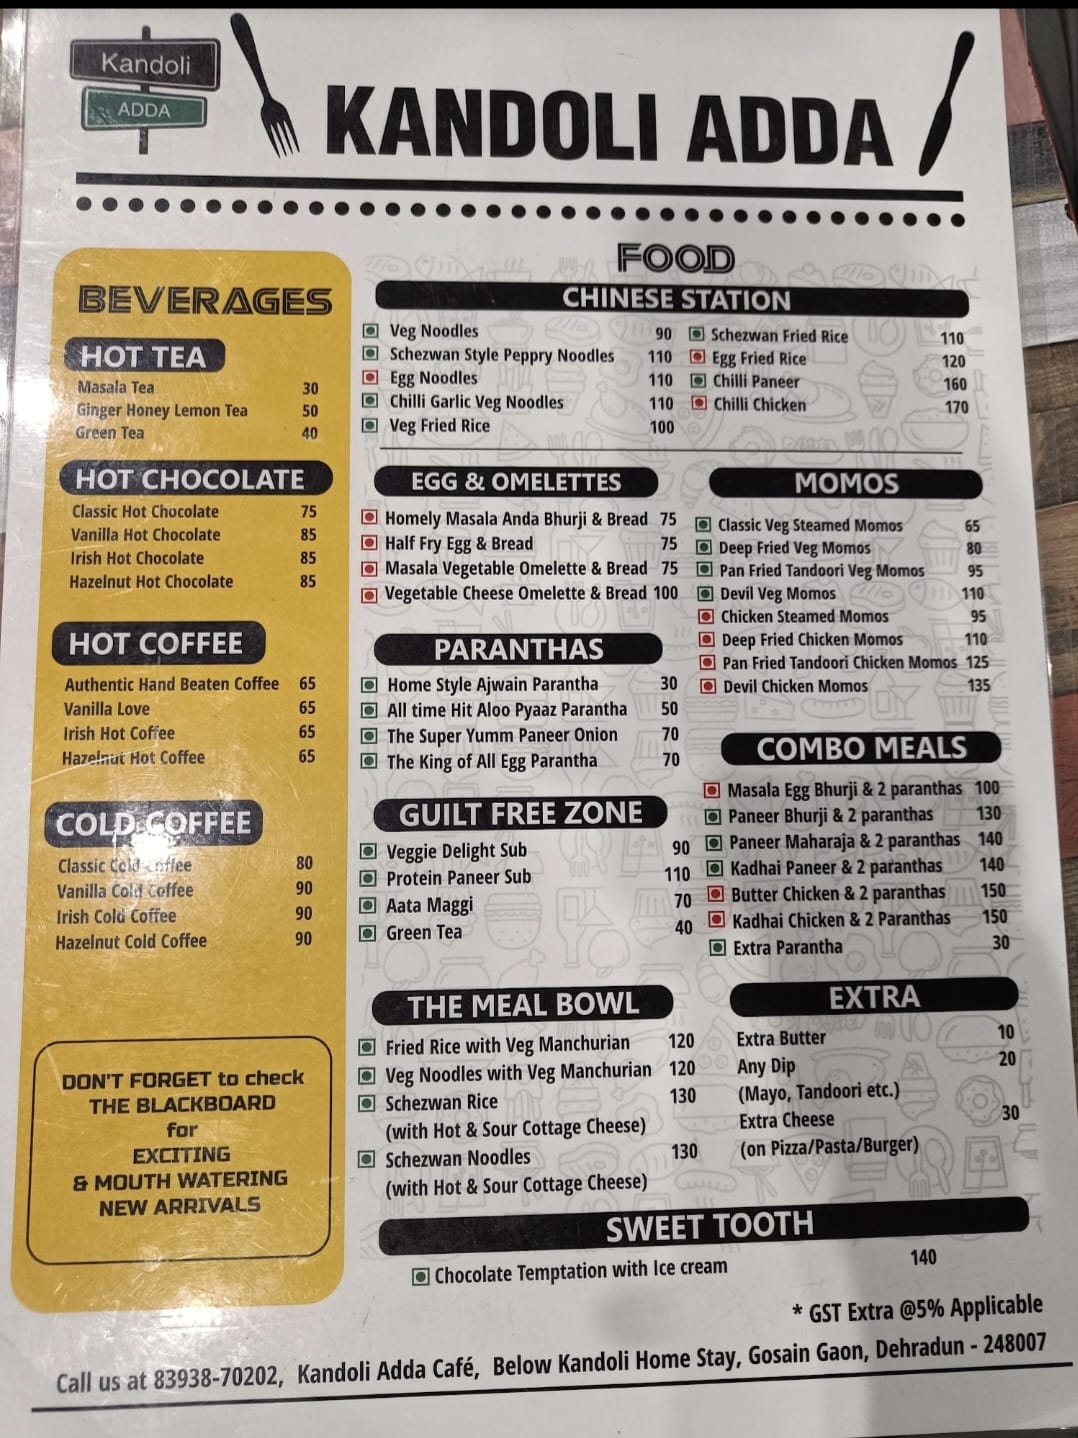 Kandoli
ADDA
KANDOLI ADDA
BEVERAGES
HOT TEA
Masala Tea 30
Ginger Honey Lemon Tea 50
Green Tea 40
HOT CHOCOLATE
Classic Hot Chocolate 75
Vanilla Hot Chocolate 85
Irish Hot Chocolate 85
Hazelnut Hot Chocolate 85
HOT COFFEE
Authentic Hand Beaten Coffee 65
Vanilla Love 65
Irish Hot Coffee 65
Hazelnut Hot Coffee 65
COLD COFFEE
Classic Cold Coffee 80
Vanilla Cold Coffee 90
Irish Cold Coffee 90
Hazelnut Cold Coffee 90
DON'T FORGET to check
THE BLACKBOARD
for
EXCITING
& MOUTH WATERING
NEW ARRIVALS
FOOD
CHINESE STATION
Veg Noodles 90
Schezwan Style Peppry Noodles 110
Egg Noodles 110
Chilli Garlic Veg Noodles 110
Veg Fried Rice 100
Schezwan Fried Rice 110
Egg Fried Rice 120
Chilli Paneer 160
Chilli Chicken 170
EGG & OMELETTES
Homely Masala Anda Bhurji & Bread 75
Half Fry Egg & Bread 75
Masala Vegetable Omelette & Bread 75
Vegetable Cheese Omelette & Bread 100
PARANTHAS
Home Style Ajwain Parantha 30
All time Hit Aloo Pyaaz Parantha 50
The Super Yumm Paneer Onion 70
The King of All Egg Parantha 70
GUILT FREE ZONE
Veggie Delight Sub 90
Protein Paneer Sub 110
Aata Maggi 70
Green Tea 40
THE MEAL BOWL
Fried Rice with Veg Manchurian 120
Veg Noodles with Veg Manchurian 120
Schezwan Rice 130
(with Hot & Sour Cottage Cheese)
Schezwan Noodles 130
(with Hot & Sour Cottage Cheese)
MOMOS
Classic Veg Steamed Momos 65
Deep Fried Veg Momos 80
Pan Fried Tandoori Veg Momos 95
Devil Veg Momos 110
Chicken Steamed Momos 95
Deep Fried Chicken Momos 110
Pan Fried Tandoori Chicken Momos 125
Devil Chicken Momos 135
COMBO MEALS
Masala Egg Bhurji & 2 paranthas 100
Paneer Bhurji & 2 paranthas 130
Paneer Maharaja & 2 paranthas 140
Kadhai Paneer & 2 paranthas 140
Butter Chicken & 2 paranthas 150
Kadhai Chicken & 2 Paranthas 150
Extra Parantha 30
EXTRA
Extra Butter 10
Any Dip 20
(Mayo, Tandoori etc.)
Extra Cheese 30
(on Pizza/Pasta/Burger)
SWEET TOOTH
Chocolate Temptation with Ice cream 140
* GST Extra @5% Applicable
Call us at 83938-70202, Kandoli Adda Café, Below Kandoli Home Stay, Gosain Gaon, Dehradun - 248007